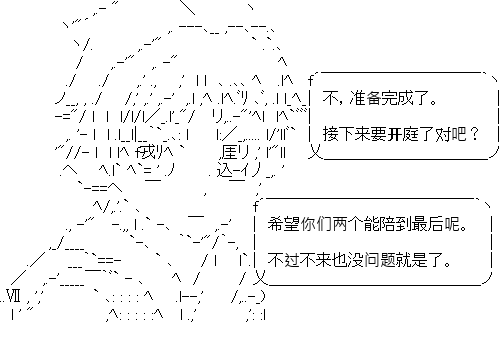 不，准备完成了。
接下来要开庭了对吧？
希望你们两个能陪到最后呢。
不过不来也没问题就是了。